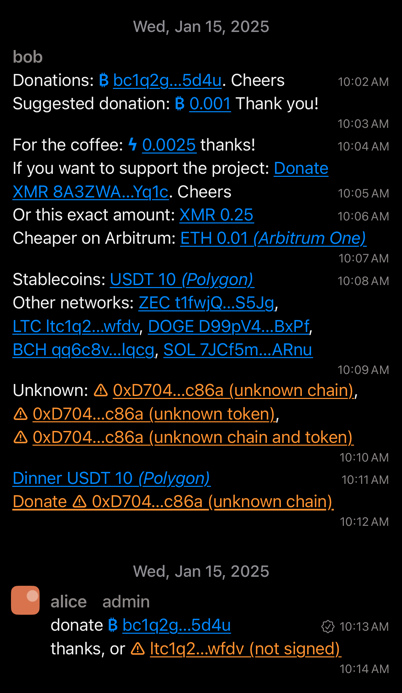 Wed, Jan 15, 2025
bob
Donations: ₿ bc1q2g...5d4u. Cheers 10:02 AM
Suggested donation: ₿ 0.001 Thank you!
10:03 AM
For the coffee: ϟ 0.0025 thanks! 10:04 AM
If you want to support the project: Donate
XMR 8A3ZWA...Yq1c. Cheers 10:05 AM
Or this exact amount: XMR 0.25 10:06 AM
Cheaper on Arbitrum: ETH 0.01 (Arbitrum One)
10:07 AM
Stablecoins: USDT 10 (Polygon) 10:08 AM
Other networks: ZEC t1fwjQ...S5Jg,
LTC ltc1q2...wfdv, DOGE D99pV4...BxPf,
BCH qq6c8v...lqcg, SOL 7JCf5m...ARnu
10:09 AM
Unknown: ⚠ 0xD704...c86a (unknown chain),
⚠ 0xD704...c86a (unknown token),
⚠ 0xD704...c86a (unknown chain and token)
10:10 AM
Dinner USDT 10 (Polygon) 10:11 AM
Donate ⚠ 0xD704...c86a (unknown chain)
10:12 AM
Wed, Jan 15, 2025
alice admin
donate ₿ bc1q2g...5d4u 10:13 AM
thanks, or ⚠ ltc1q2...wfdv (not signed)
10:14 AM